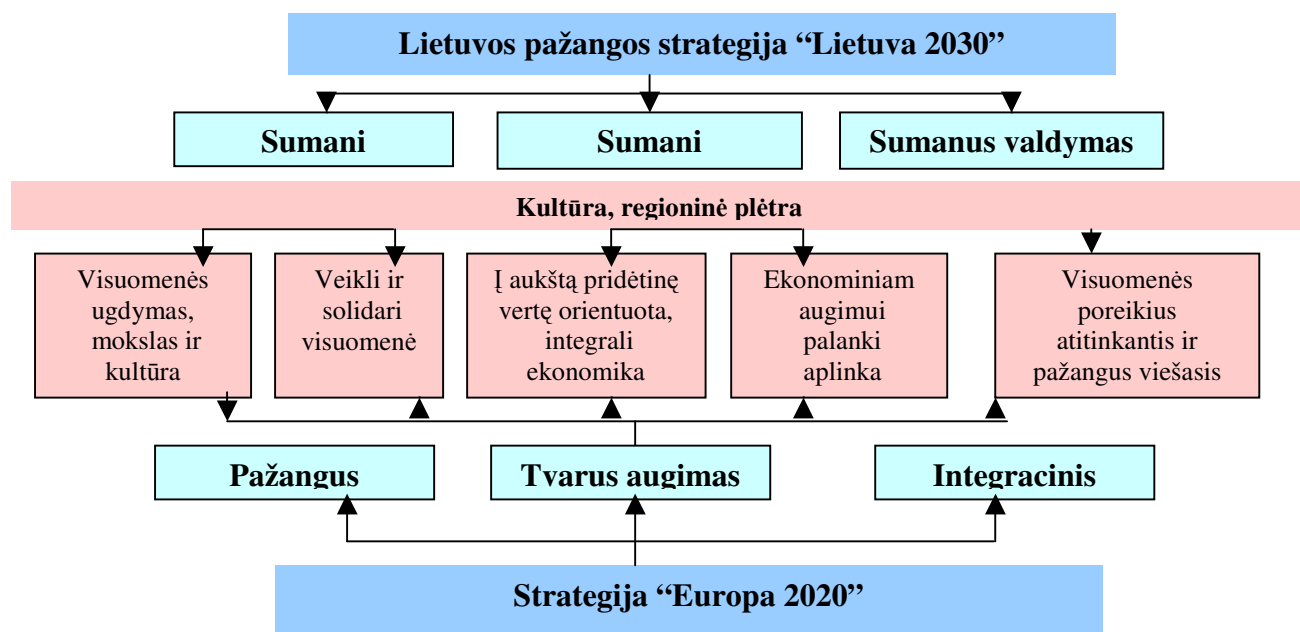 Lietuvos pažangos strategija “Lietuva 2030”
Sumani
Sumani
Sumanus valdymas
Kultūra, regioninė plėtra
Visuomenės
ugdymas,
mokslas ir
kultūra
Veikli ir
solidari
visuomenė
Į aukštą pridėtinę
vertę orientuota,
integrali
ekonomika
Ekonominiam
augimui
palanki
aplinka
Visuomenės
poreikius
atitinkantis ir
pažangus viešasis
Pažangus
Tvarus augimas
Integracinis
Strategija “Europa 2020”